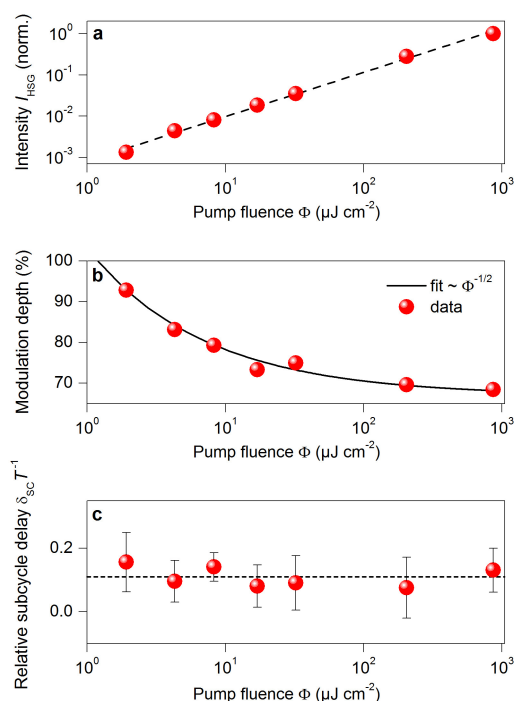 a
Intensity I_HSG (norm.)
10⁰
10⁻¹
10⁻²
10⁻³
10⁰ 10¹ 10² 10³
Pump fluence Φ (µJ cm⁻²)
b
Modulation depth (%)
100
90
80
70
fit ~ Φ⁻¹/²
data
10⁰ 10¹ 10² 10³
Pump fluence Φ (µJ cm⁻²)
c
Relative subcycle delay δ_SC T⁻¹
0.2
0.0
10⁰ 10¹ 10² 10³
Pump fluence Φ (µJ cm⁻²)